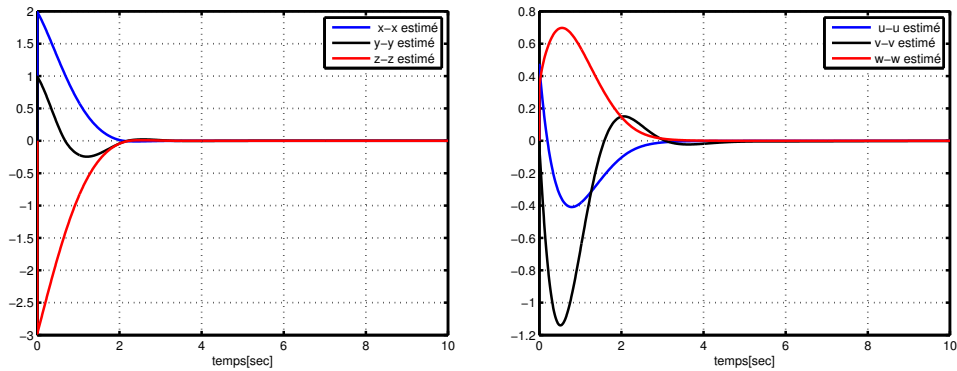 2
1.5
1
0.5
0
−0.5
−1
−1.5
−2
−2.5
−3
0 2 4 6 8 10
temps[sec]
x−x estimé
y−y estimé
z−z estimé
0.8
0.6
0.4
0.2
0
−0.2
−0.4
−0.6
−0.8
−1
−1.2
0 2 4 6 8 10
temps[sec]
u−u estimé
v−v estimé
w−w estimé